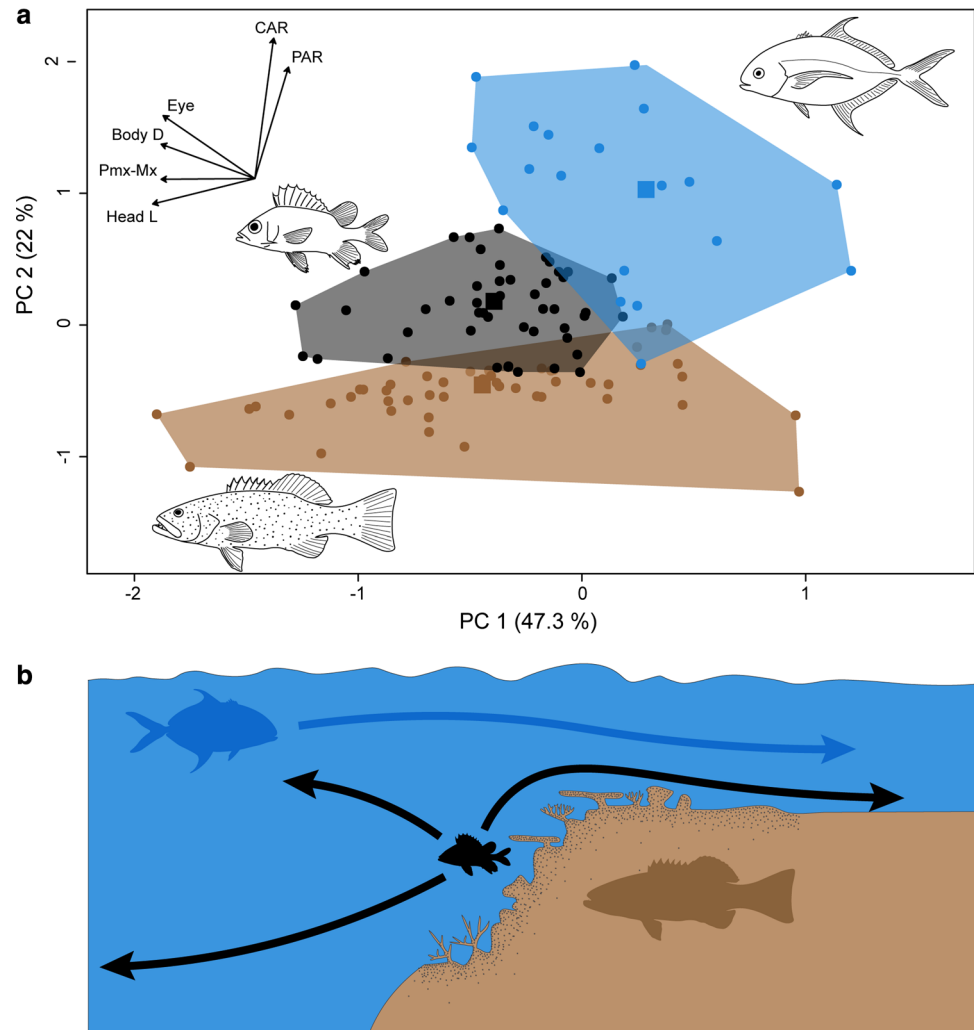 a
CAR
PAR
Eye
Body D
Pmx-Mx
Head L
2
1
0
-1
PC 2 (22 %)
-2
-1
0
1
PC 1 (47.3 %)
b